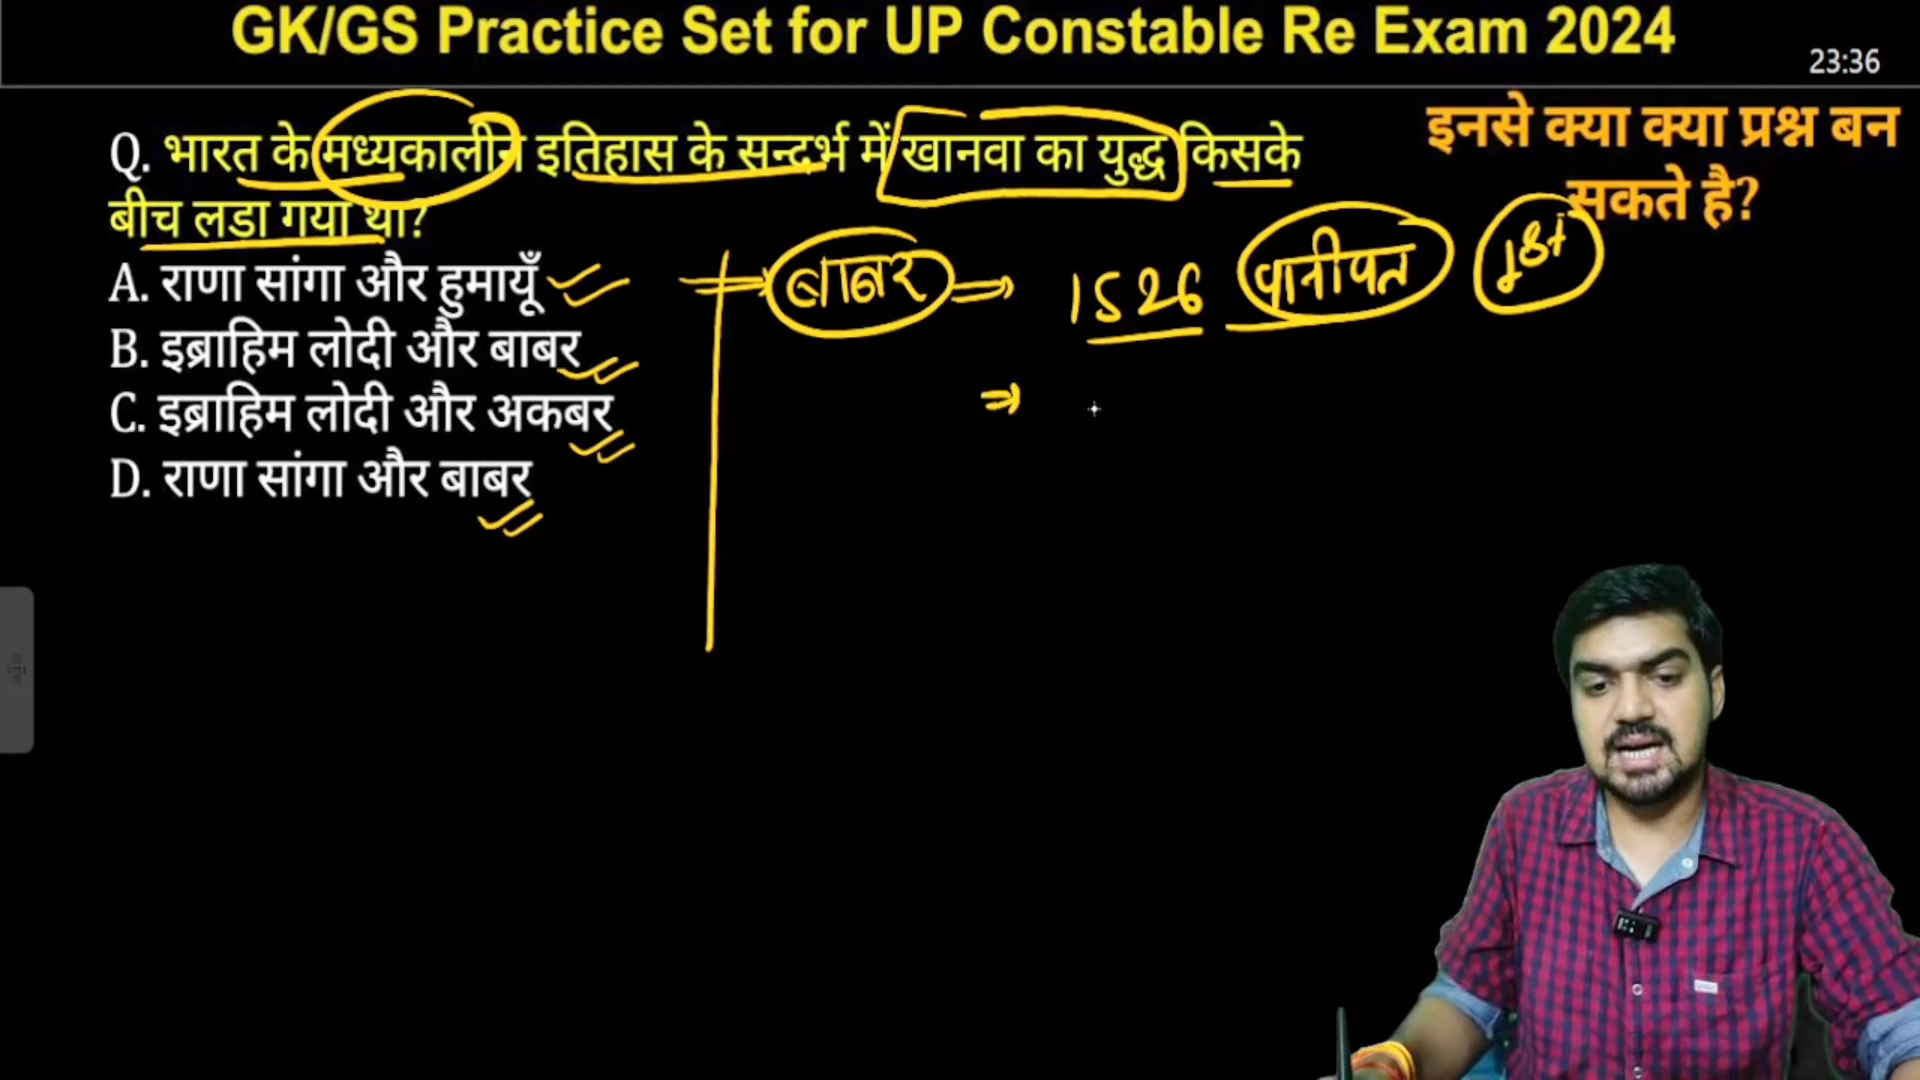 GK/GS Practice Set for UP Constable Re Exam 2024
23:36
Q. भारत के मध्यकालीन इतिहास के सन्दर्भ में खानवा का युद्ध किसके
बीच लडा गया था?
इनसे क्या क्या प्रश्न बन
सकते है?
A. राणा सांगा और हुमायूँ
B. इब्राहिम लोदी और बाबर
C. इब्राहिम लोदी और अकबर
D. राणा सांगा और बाबर
बाबर ⇒ 1526 पानीपत 1st
⇒